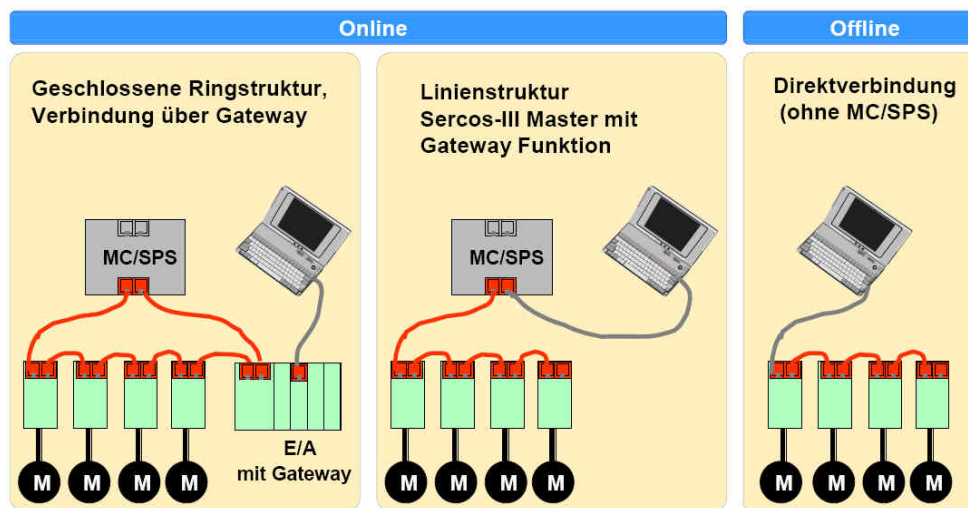 Online
Offline
Geschlossene Ringstruktur,
Verbindung über Gateway
MC/SPS
E/A
mit Gateway
M M M M
Linienstruktur
Sercos-III Master mit
Gateway Funktion
MC/SPS
M M M M
Direktverbindung
(ohne MC/SPS)
M M M M